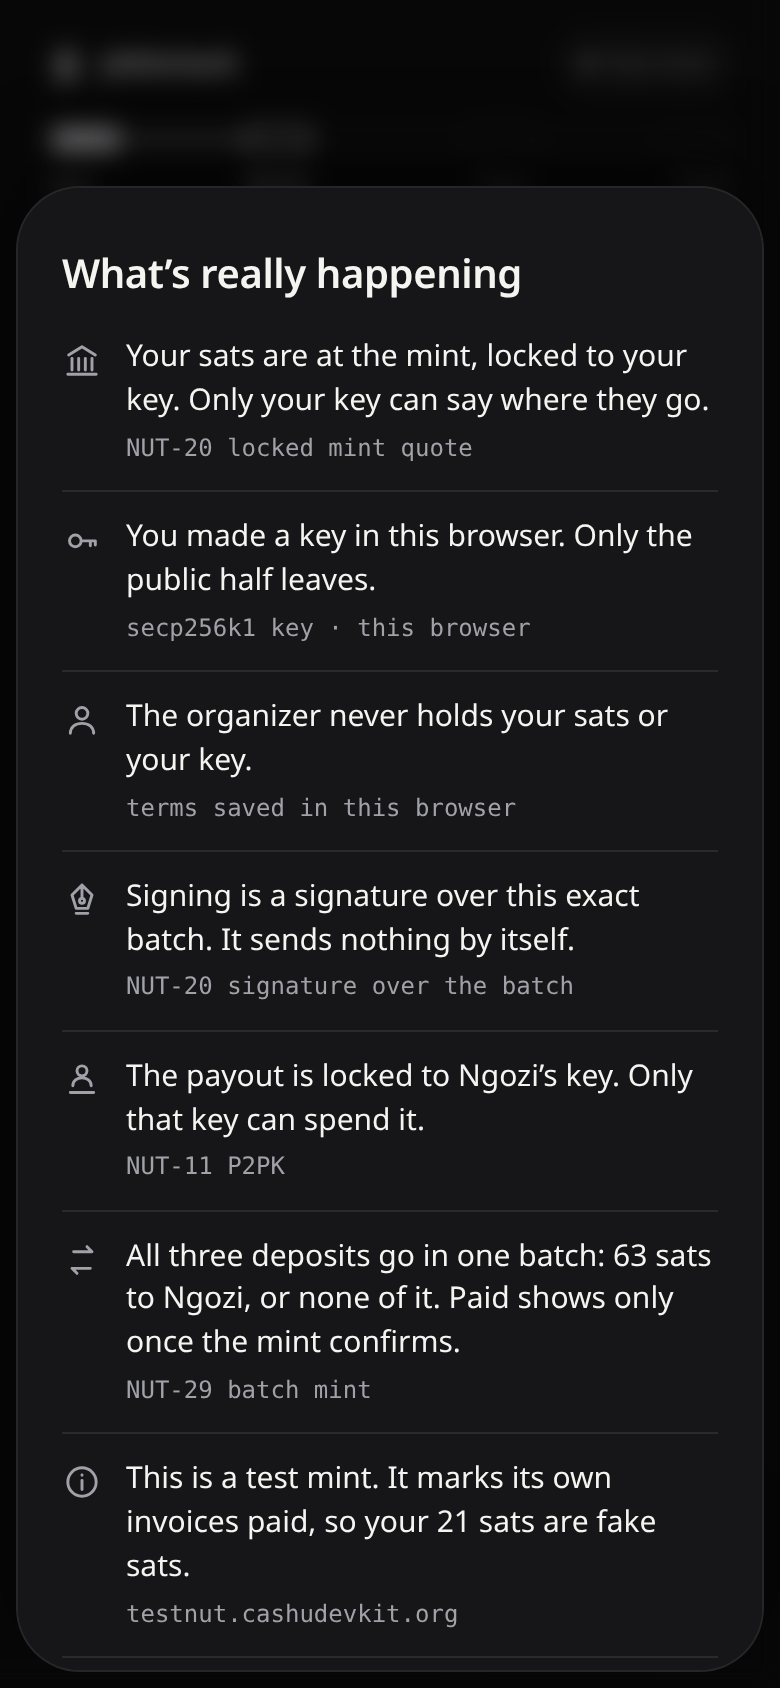 What’s really happening
Your sats are at the mint, locked to your
key. Only your key can say where they go.
NUT-20 locked mint quote
You made a key in this browser. Only the
public half leaves.
secp256k1 key · this browser
The organizer never holds your sats or
your key.
terms saved in this browser
Signing is a signature over this exact
batch. It sends nothing by itself.
NUT-20 signature over the batch
The payout is locked to Ngozi’s key. Only
that key can spend it.
NUT-11 P2PK
All three deposits go in one batch: 63 sats
to Ngozi, or none of it. Paid shows only
once the mint confirms.
NUT-29 batch mint
This is a test mint. It marks its own
invoices paid, so your 21 sats are fake
sats.
testnut.cashudevkit.org